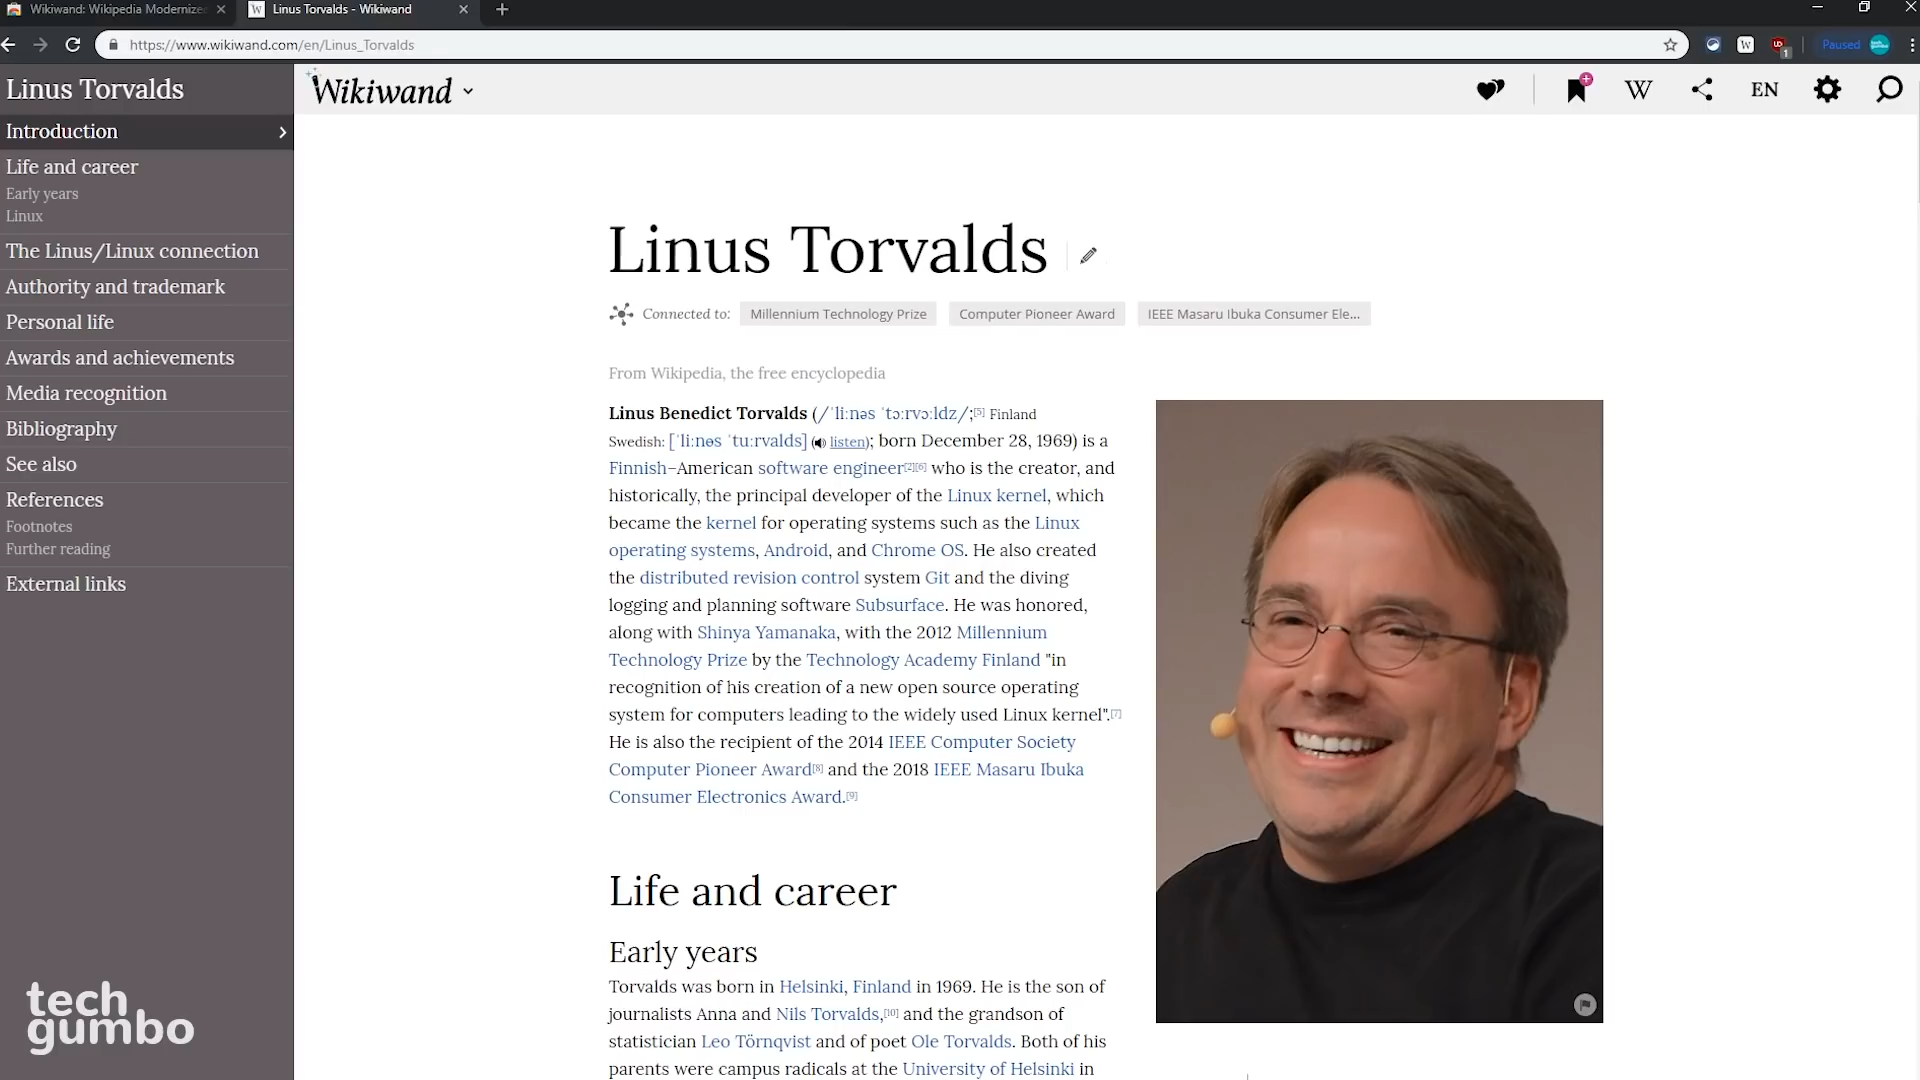 Wikiwand: Wikipedia Modernize
Linus Torvalds - Wikiwand
https://www.wikiwand.com/en/Linus_Torvalds
W
1
Paused
Linus Torvalds
Wikiwand
W
EN
Introduction
Life and career
Early years
Linux
The Linus/Linux connection
Authority and trademark
Personal life
Awards and achievements
Media recognition
Bibliography
See also
References
Footnotes
Further reading
External links
Linus Torvalds
Connected to:
Millennium Technology Prize
Computer Pioneer Award
IEEE Masaru Ibuka Consumer Ele...
From Wikipedia, the free encyclopedia
Linus Benedict Torvalds (/ˈliːnəs ˈtɔːrvɔːldz/;[5] Finland
Swedish: [ˈliːnɵs ˈtuːrvalds] (listen); born December 28, 1969) is a
Finnish–American software engineer[2][6] who is the creator, and
historically, the principal developer of the Linux kernel, which
became the kernel for operating systems such as the Linux
operating systems, Android, and Chrome OS. He also created
the distributed revision control system Git and the diving
logging and planning software Subsurface. He was honored,
along with Shinya Yamanaka, with the 2012 Millennium
Technology Prize by the Technology Academy Finland "in
recognition of his creation of a new open source operating
system for computers leading to the widely used Linux kernel".[7]
He is also the recipient of the 2014 IEEE Computer Society
Computer Pioneer Award[8] and the 2018 IEEE Masaru Ibuka
Consumer Electronics Award.[9]
Life and career
Early years
Torvalds was born in Helsinki, Finland in 1969. He is the son of
journalists Anna and Nils Torvalds,[10] and the grandson of
statistician Leo Törnqvist and of poet Ole Torvalds. Both of his
parents were campus radicals at the University of Helsinki in
tech
gumbo